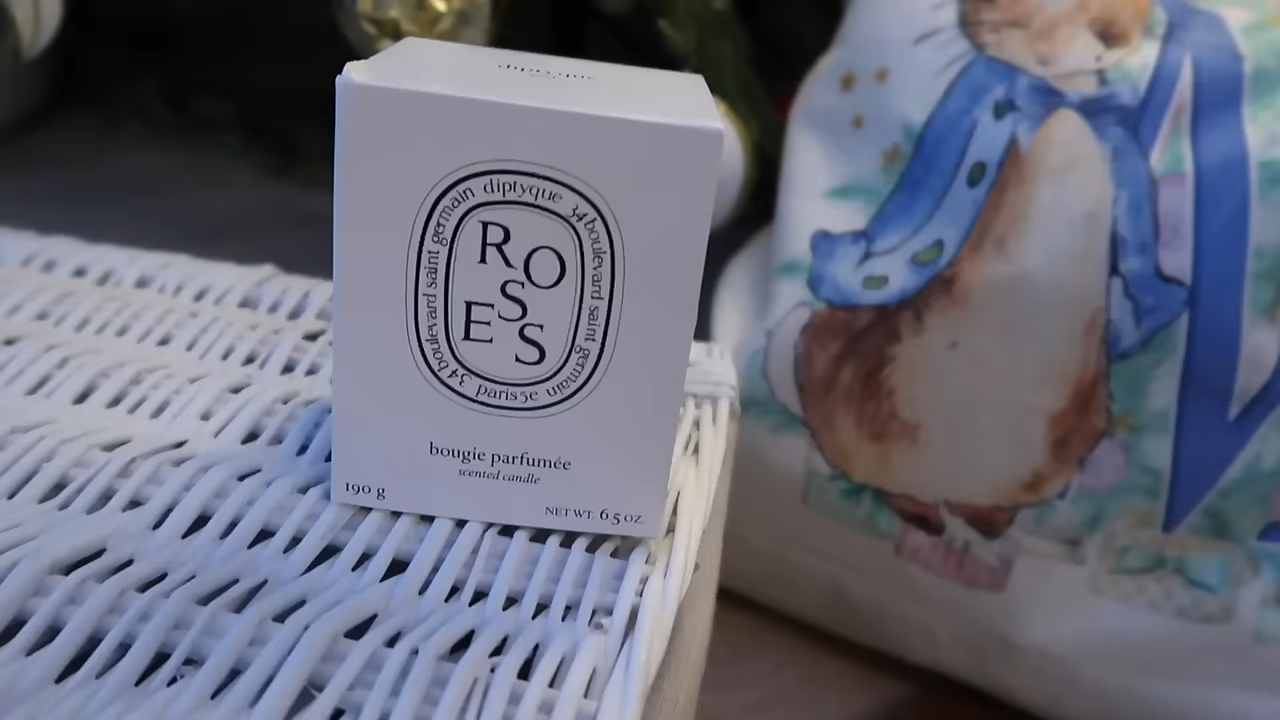 diptyque
diptyque 34 boulevard saint germain paris 5e 34 boulevard saint germain
ROSES
bougie parfumée
scented candle
190 g
NET WT. 6.5 OZ.